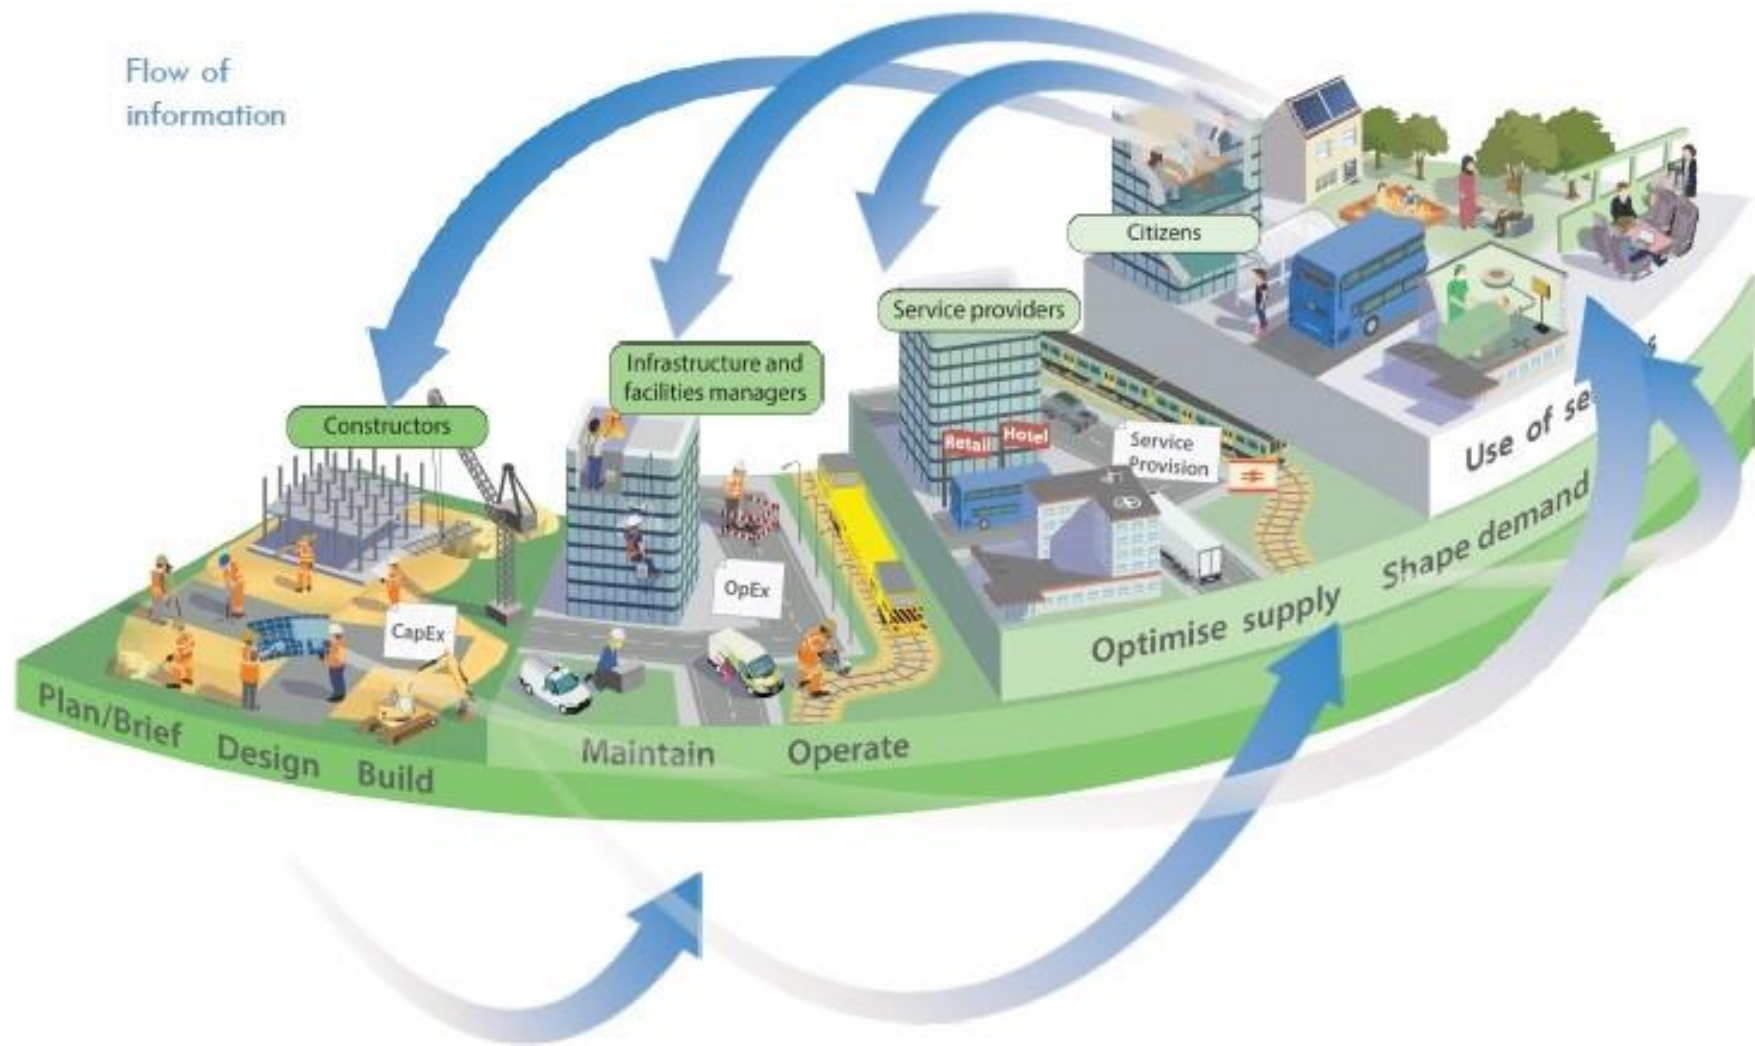 Flow of
information
Citizens
Service providers
Infrastructure and
facilities managers
Constructors
Retail
Hotel
Service
Provision
OpEx
CapEx
Use of se
s
Plan/Brief Design Build
Maintain Operate
Optimise supply Shape demand